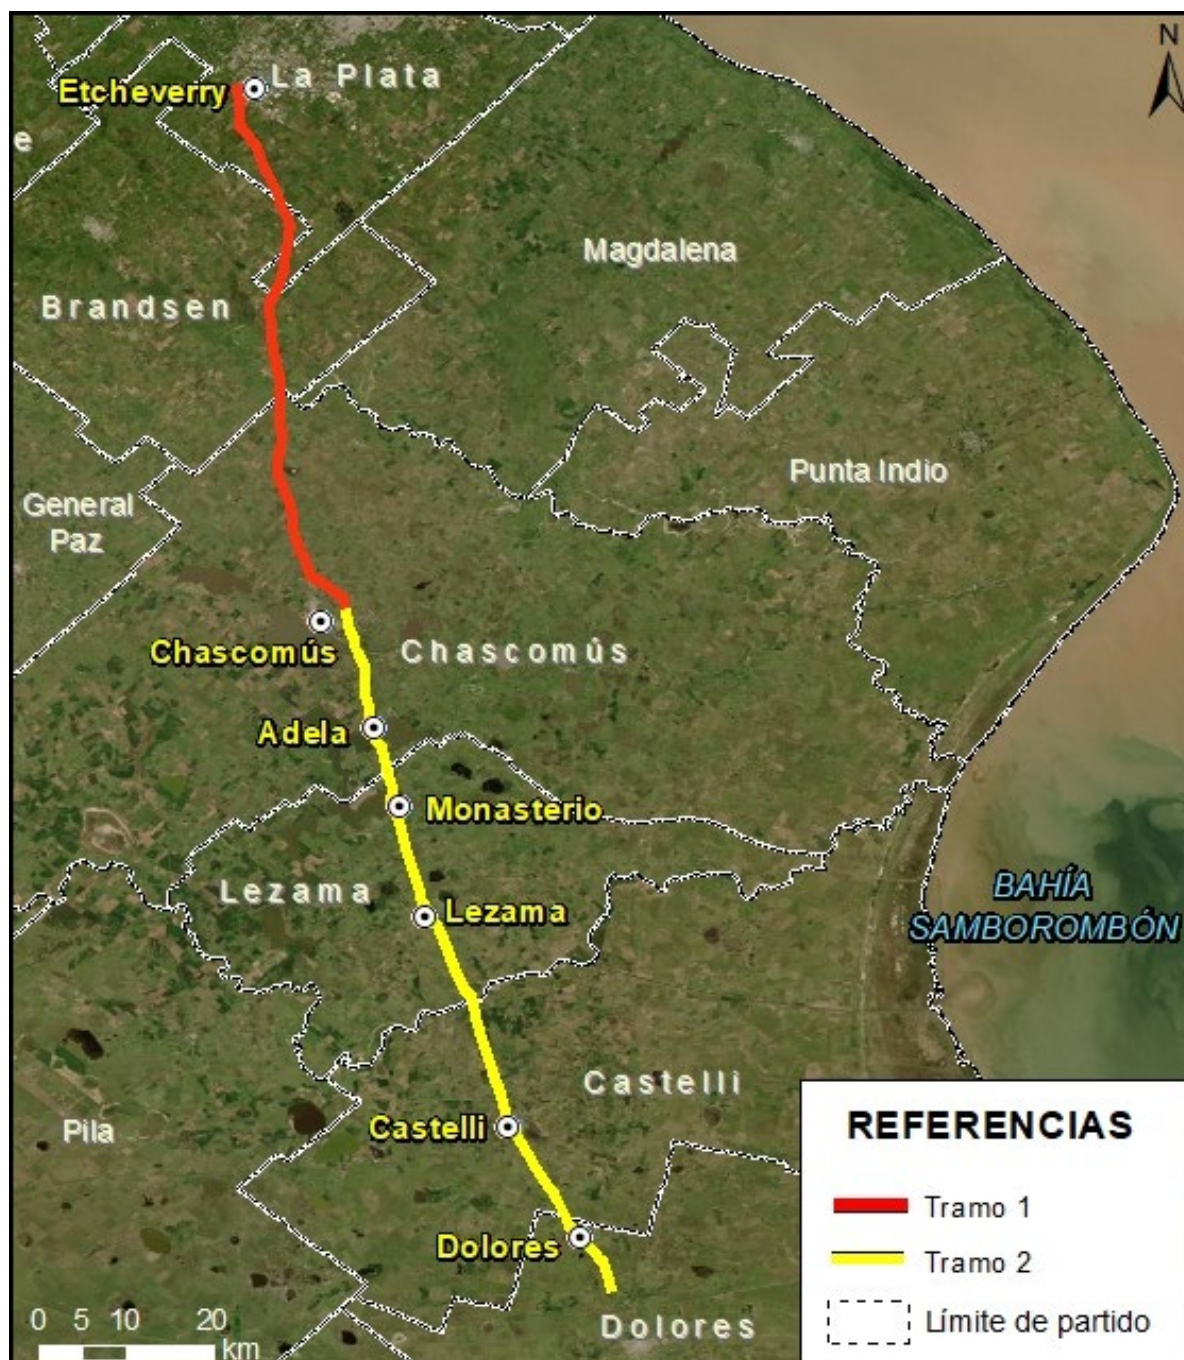 N
La Plata
Etcheverry
e
Magdalena
Brandsen
Punta Indio
General
Paz
Chascomús
Chascomús
Adela
Monasterio
Lezama
Lezama
BAHÍA
SAMBOROMBÓN
Castelli
Castelli
Pila
Dolores
Dolores
0 5 10 20
km
REFERENCIAS
Tramo 1
Tramo 2
Límite de partido